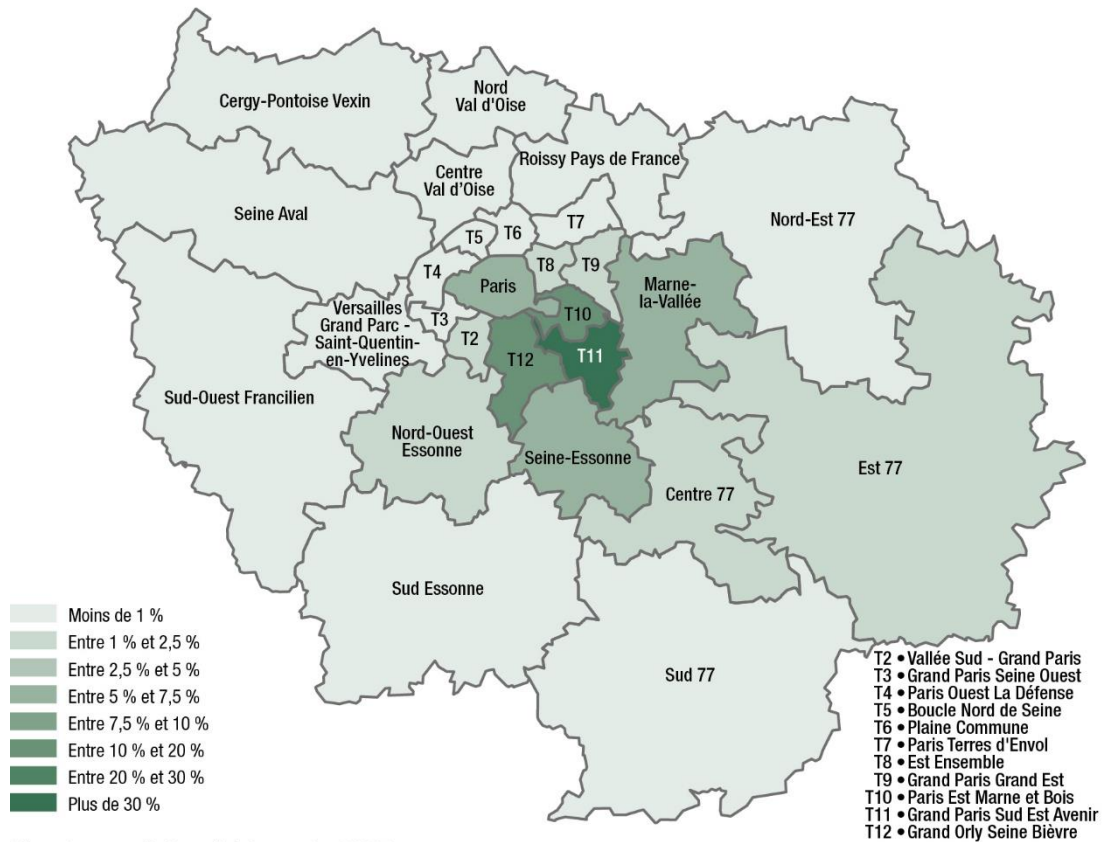 Cergy-Pontoise Vexin
Nord
Val d'Oise
Roissy Pays de France
Centre
Val d'Oise
Seine Aval
Nord-Est 77
T7
T6
T5
T4
T8
T9
Paris
Marne-
la-Vallée
Versailles
Grand Parc -
Saint-Quentin-
en-Yvelines
T3
T2
T10
T12
T11
Sud-Ouest Francilien
Nord-Ouest
Essonne
Seine-Essonne
Est 77
Centre 77
Sud Essonne
Sud 77
Moins de 1 %
Entre 1 % et 2,5 %
Entre 2,5 % et 5 %
Entre 5 % et 7,5 %
Entre 7,5 % et 10 %
Entre 10 % et 20 %
Entre 20 % et 30 %
Plus de 30 %
T2 • Vallée Sud - Grand Paris
T3 • Grand Paris Seine Ouest
T4 • Paris Ouest La Défense
T5 • Boucle Nord de Seine
T6 • Plaine Commune
T7 • Paris Terres d'Envol
T8 • Est Ensemble
T9 • Grand Paris Grand Est
T10 • Paris Est Marne et Bois
T11 • Grand Paris Sud Est Avenir
T12 • Grand Orly Seine Bièvre